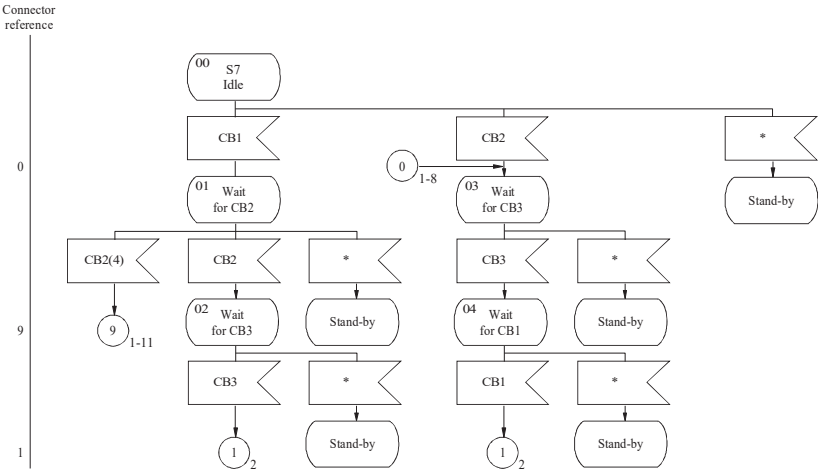 Connector
reference
00
S7
Idle
CB1
CB2
*
0
0
1-8
01
Wait
for CB2
03
Wait
for CB3
Stand-by
CB2(4)
CB2
*
CB3
*
9
9
1-11
02
Wait
for CB3
Stand-by
04
Wait
for CB1
Stand-by
CB3
*
CB1
*
1
1
2
Stand-by
1
2
Stand-by